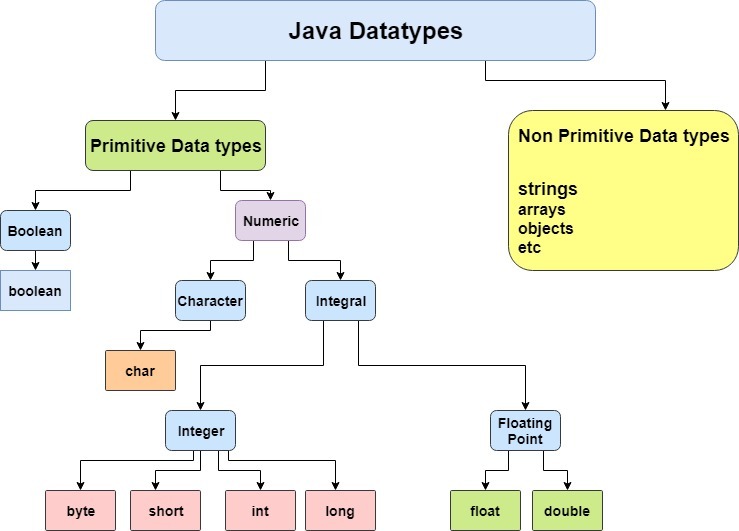 Java Datatypes
Primitive Data types
Non Primitive Data types
strings
arrays
objects
etc
Boolean
Numeric
boolean
Character
Integral
char
Integer
Floating
Point
byte
short
int
long
float
double